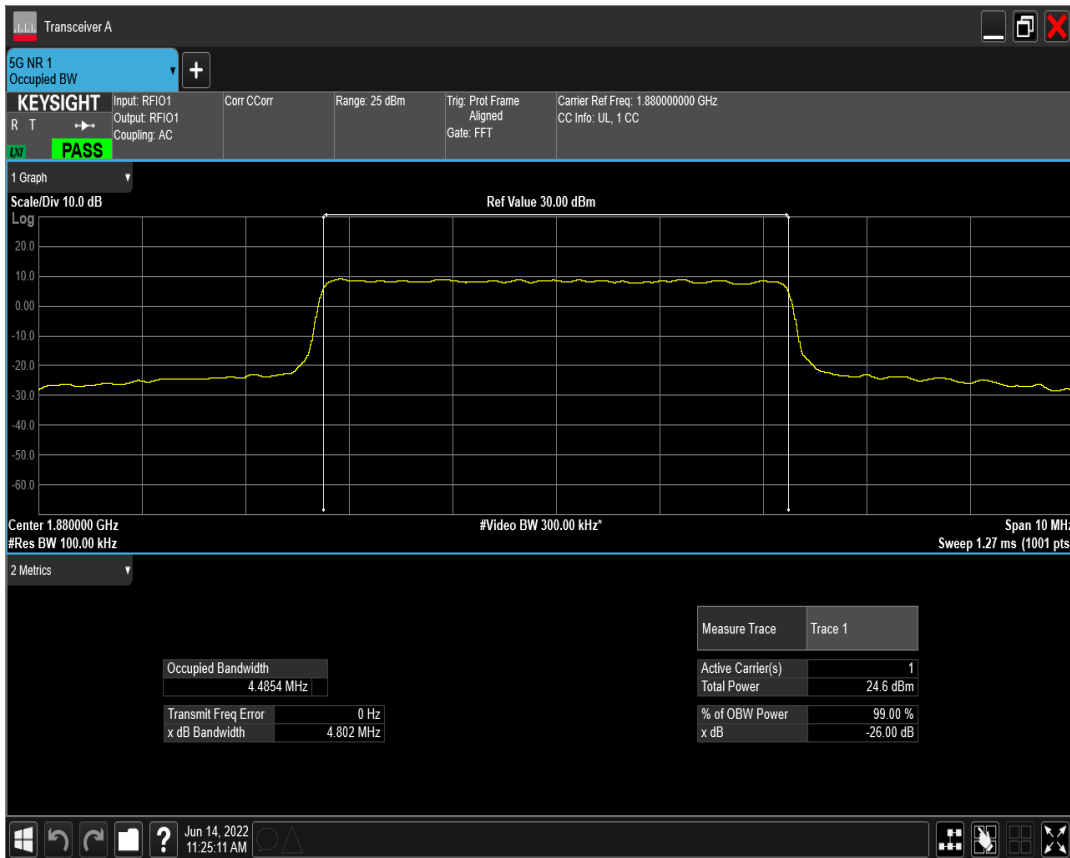 Transceiver A
5G NR 1
Occupied BW
KEYSIGHT
R T
LXI
PASS
Input: RFIO1
Output: RFIO1
Coupling: AC
Corr CCorr
Range: 25 dBm
Trig: Prot Frame
Aligned
Gate: FFT
Carrier Ref Freq: 1.880000000 GHz
CC Info: UL, 1 CC
1 Graph
Scale/Div 10.0 dB
Ref Value 30.00 dBm
Log
20.0
10.0
0.00
-10.0
-20.0
-30.0
-40.0
-50.0
-60.0
Center 1.880000 GHz
#Video BW 300.00 kHz*
Span 10 MHz
#Res BW 100.00 kHz
Sweep 1.27 ms (1001 pts
2 Metrics
Measure Trace Trace 1
Occupied Bandwidth
4.4854 MHz
Active Carrier(s) 1
Total Power 24.6 dBm
Transmit Freq Error 0 Hz
x dB Bandwidth 4.802 MHz
% of OBW Power 99.00 %
x dB -26.00 dB
?
Jun 14, 2022
11:25:11 AM